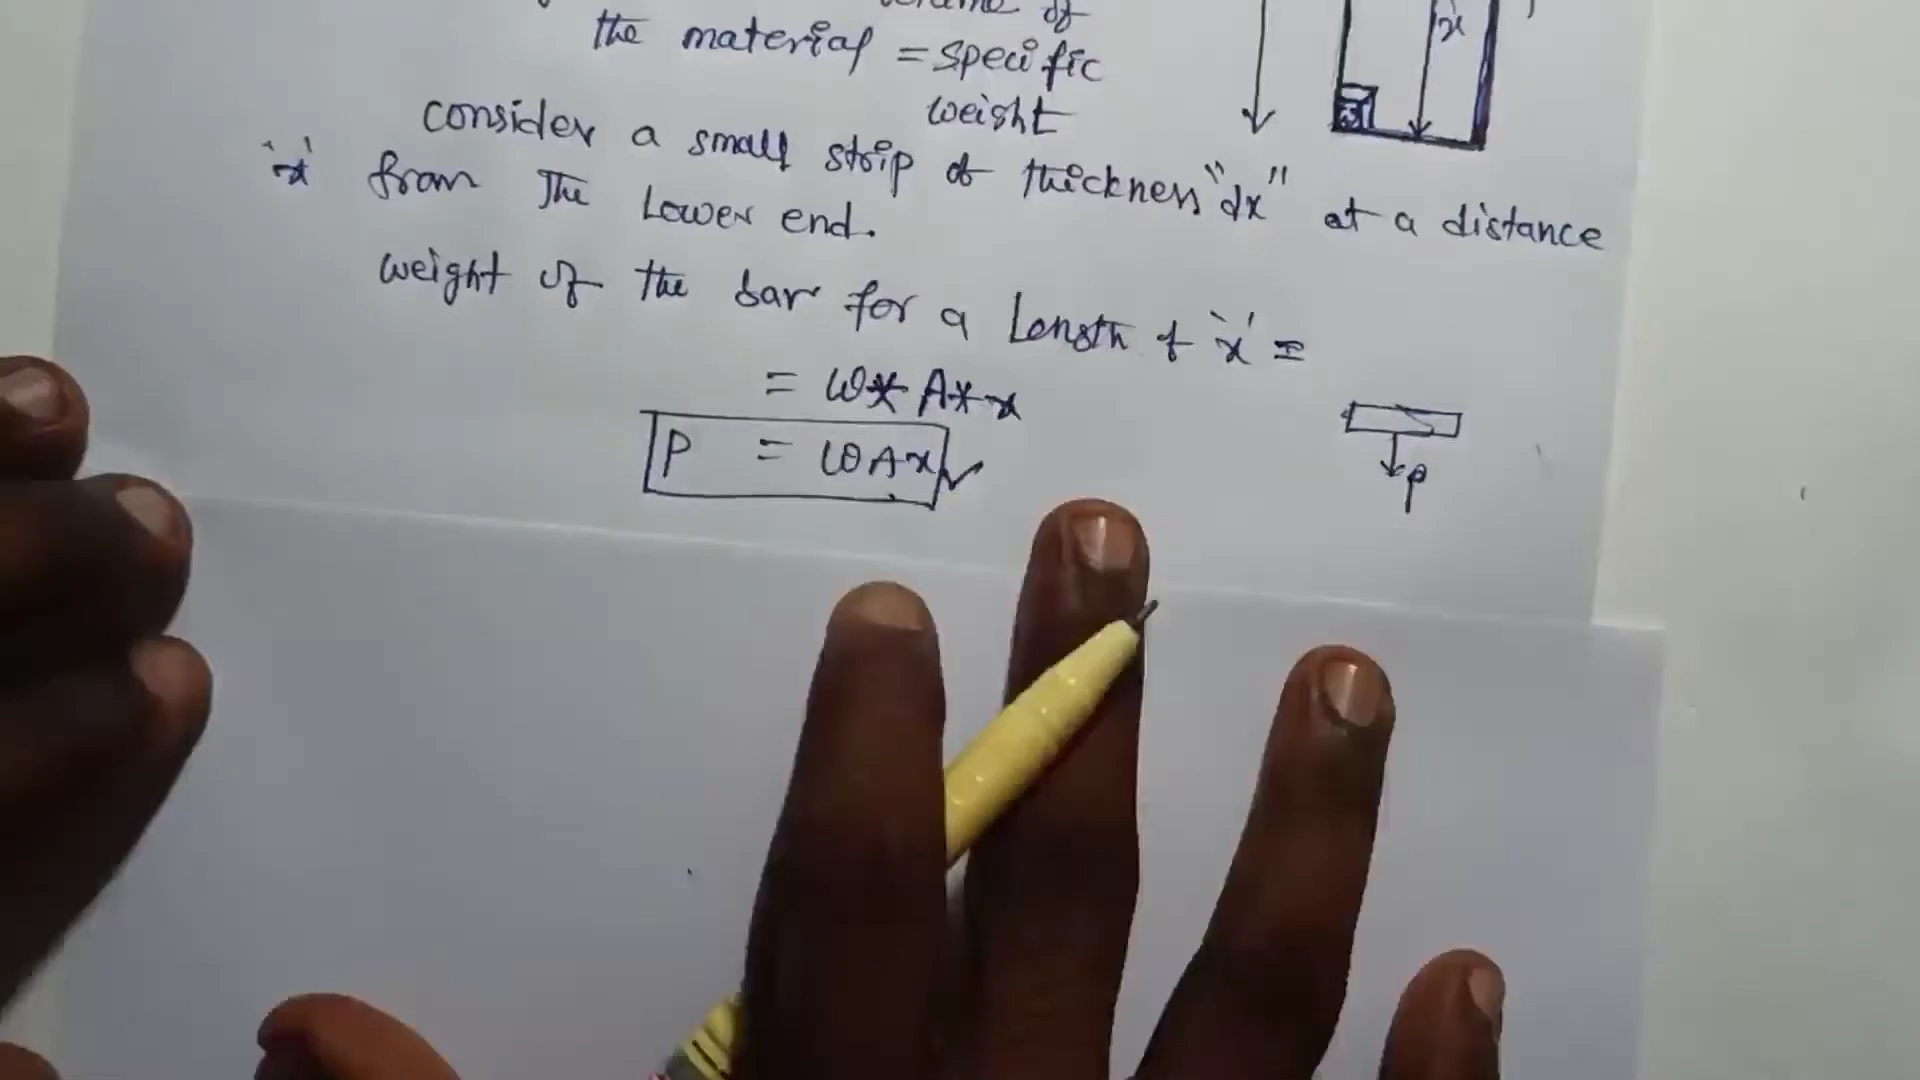 of
the material = specific
weight
consider a small strip of thickness "dx" at a distance
'x' from The Lower end.
weight of the bar for a Length of 'x' =
= w* A* x
P = wAx ✓
x
w
P